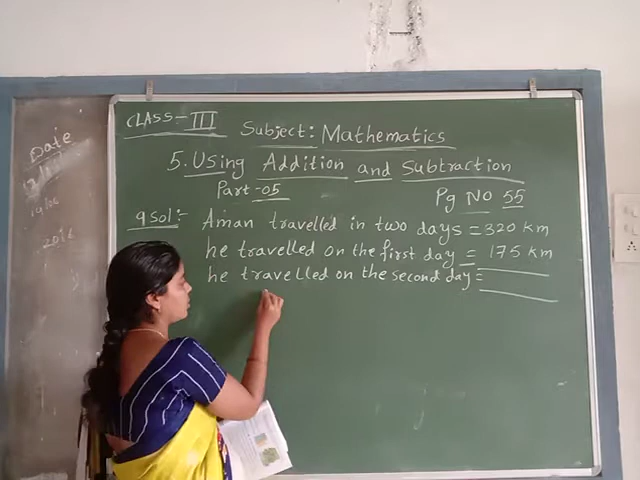 Date
CLASS-III
Subject: Mathematics
5. Using Addition and Subtraction
Part-05
Pg No 55
9 Sol:- Aman travelled in two days = 320 km
he travelled on the first day = 175 km
he travelled on the second day =